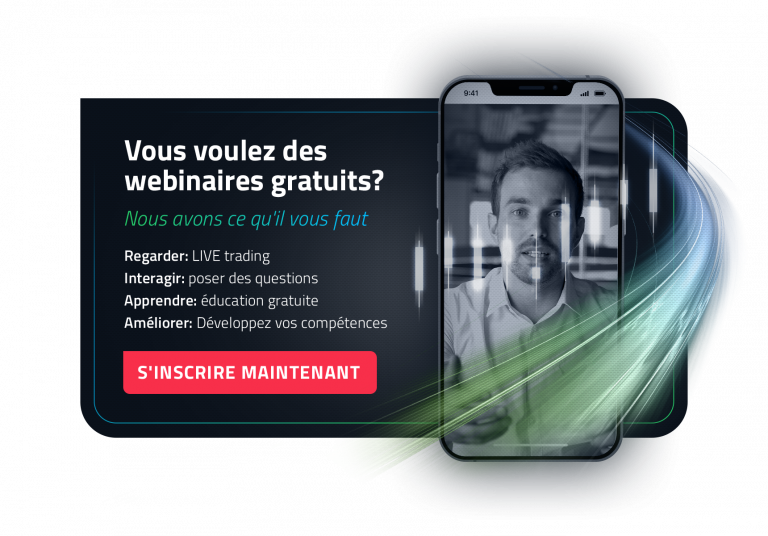 9:41
Vous voulez des
webinaires gratuits?
Nous avons ce qu'il vous faut
Regarder: LIVE trading
Interagir: poser des questions
Apprendre: éducation gratuite
Améliorer: Développez vos compétences
S'INSCRIRE MAINTENANT